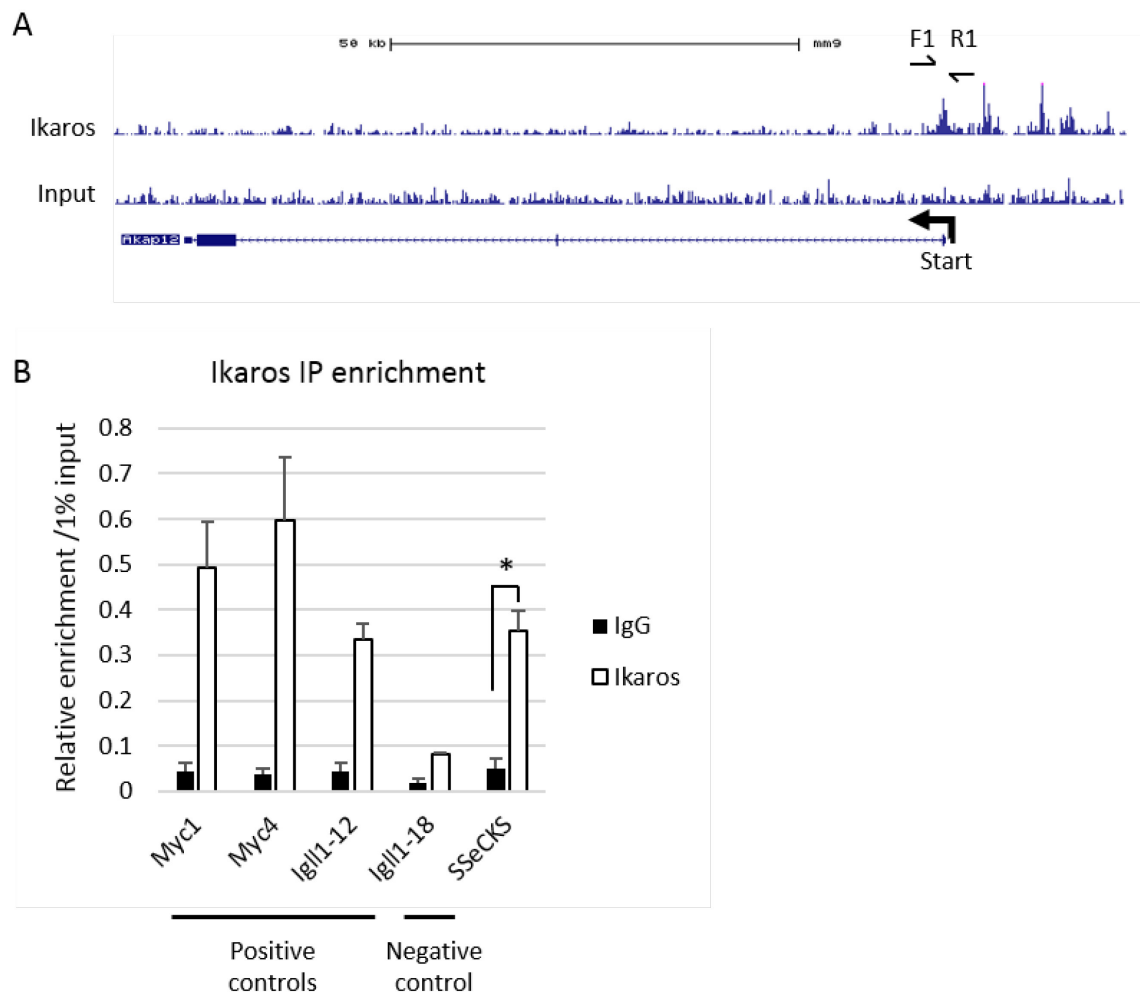 A
50 kb
mm9
F1 R1
Ikaros
Input
Akap12
Start
B
Ikaros IP enrichment
Relative enrichment /1% input
0.8
0.7
0.6
0.5
0.4
0.3
0.2
0.1
0
*
IgG
Ikaros
Myc1
Myc4
Igll1-12
Igll1-18
SSeCKS
Positive
controls
Negative
control